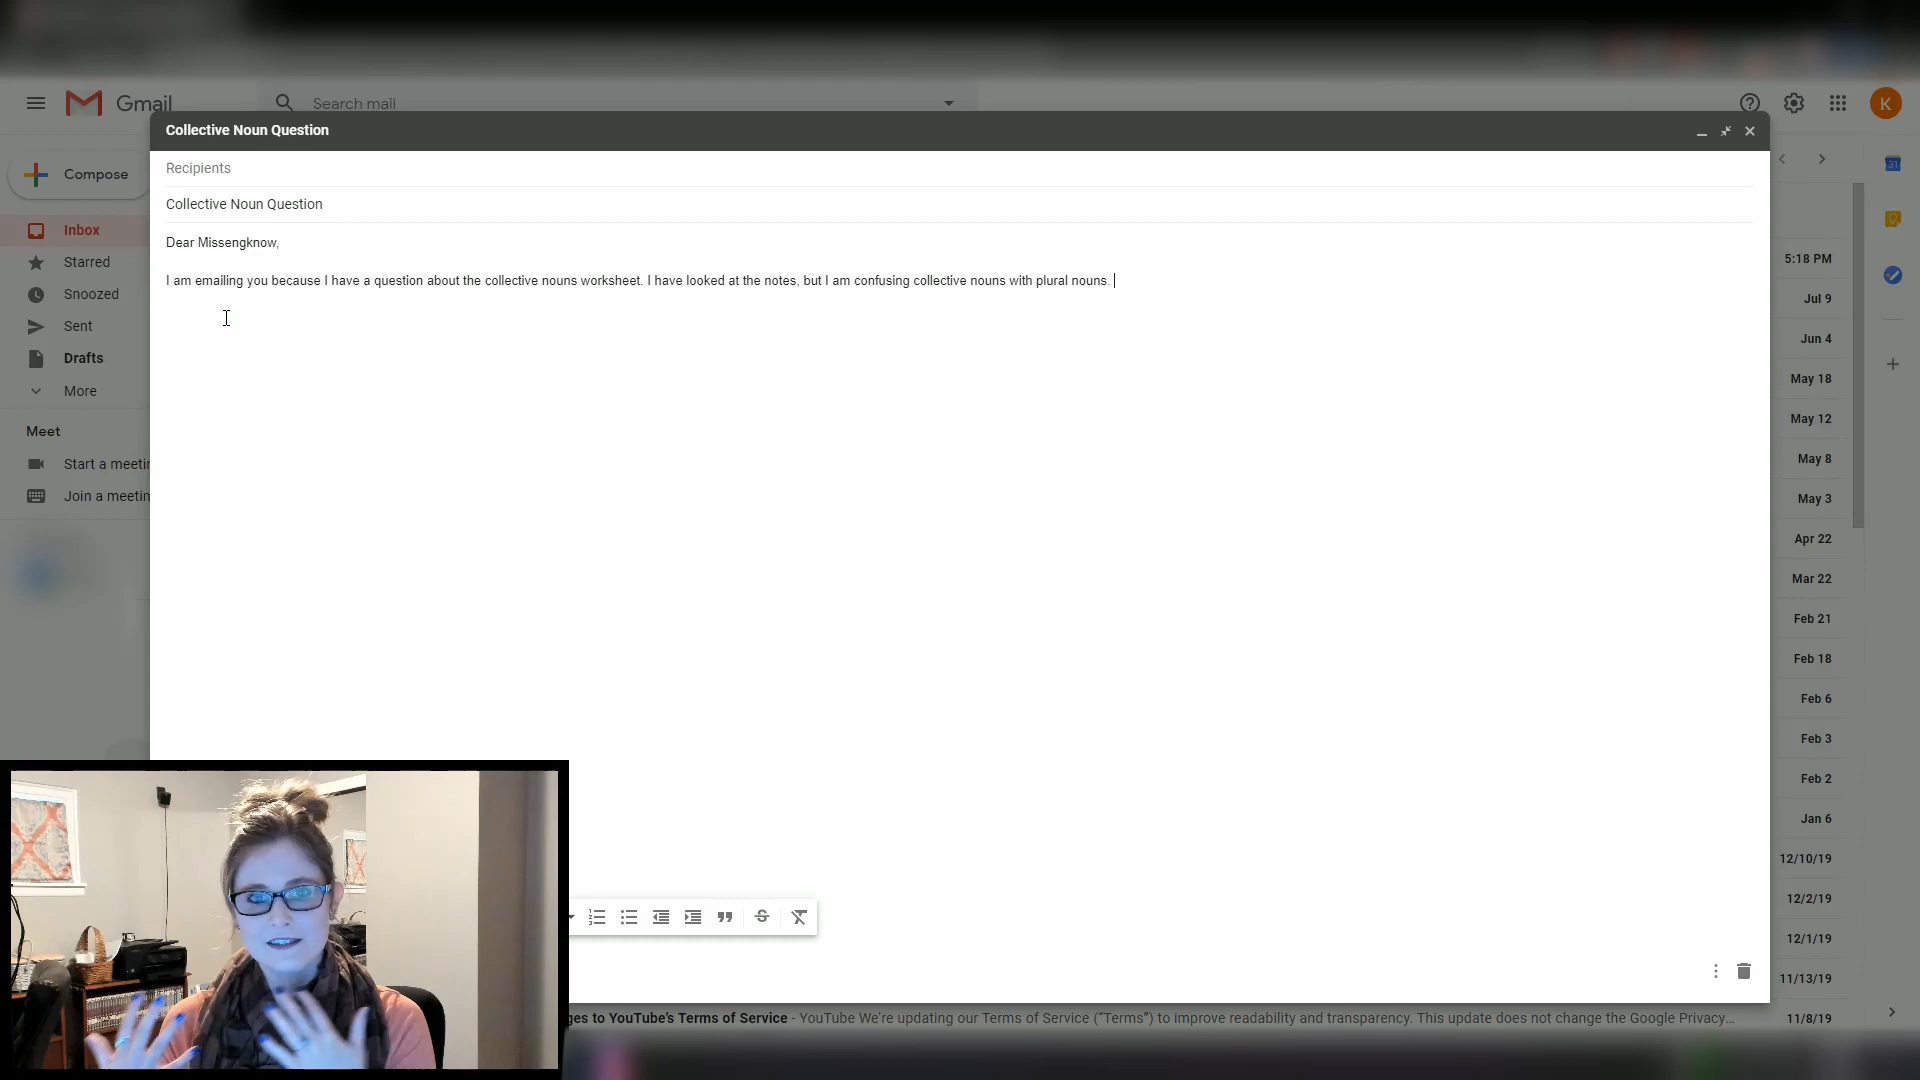 Gmail
Search mail
K
Collective Noun Question
Recipients
Collective Noun Question
Dear Missengknow,
I am emailing you because I have a question about the collective nouns worksheet. I have looked at the notes, but I am confusing collective nouns with plural nouns.
Compose
Inbox
Starred
Snoozed
Sent
Drafts
More
Meet
Start a meetin
Join a meetin
31
5:18 PM
Jul 9
Jun 4
May 18
May 12
May 8
May 3
Apr 22
Mar 22
Feb 21
Feb 18
Feb 6
Feb 3
Feb 2
Jan 6
12/10/19
12/2/19
12/1/19
11/13/19
ges to YouTube’s Terms of Service - YouTube We’re updating our Terms of Service (“Terms”) to improve readability and transparency. This update does not change the Google Privacy…
11/8/19